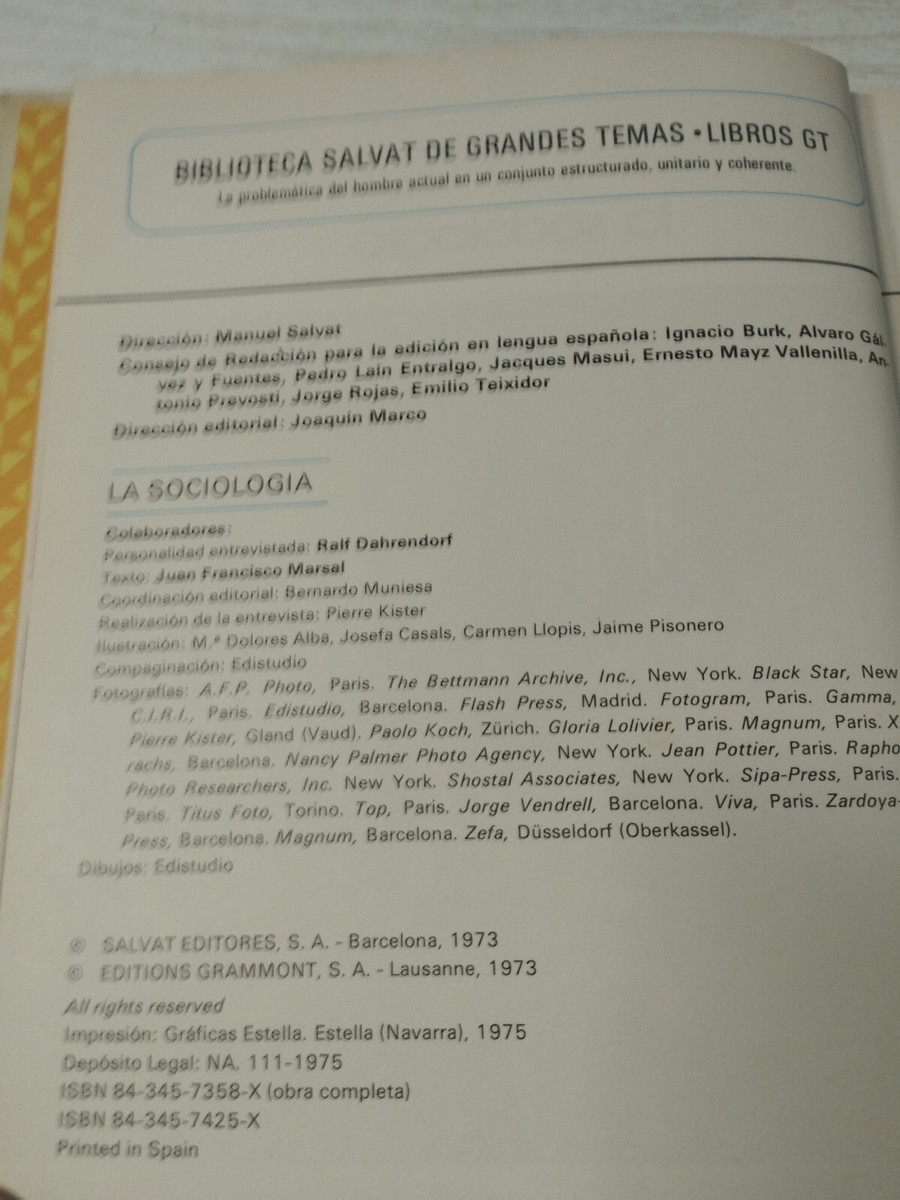 BIBLIOTECA SALVAT DE GRANDES TEMAS • LIBROS GT
La problemática del hombre actual en un conjunto estructurado, unitario y coherente.
Dirección: Manuel Salvat
Consejo de Redacción para la edición en lengua española: Ignacio Burk, Alvaro Gál
vez y Fuentes, Pedro Laín Entralgo, Jacques Masui, Ernesto Mayz Vallenilla, An-
tonio Prevosti, Jorge Rojas, Emilio Teixidor
Dirección editorial: Joaquín Marco
LA SOCIOLOGIA
Colaboradores:
Personalidad entrevistada: Ralf Dahrendorf
Texto: Juan Francisco Marsal
Coordinación editorial: Bernardo Muniesa
Realización de la entrevista: Pierre Kister
Ilustración: M.ª Dolores Alba, Josefa Casals, Carmen Llopis, Jaime Pisonero
Compaginación: Edistudio
Fotografías: A.F.P. Photo, Paris. The Bettmann Archive, Inc., New York. Black Star, New
C.I.R.I., Paris. Edistudio, Barcelona. Flash Press, Madrid. Fotogram, Paris. Gamma,
Pierre Kister, Gland (Vaud). Paolo Koch, Zürich. Gloria Lolivier, Paris. Magnum, Paris. X
rachs, Barcelona. Nancy Palmer Photo Agency, New York. Jean Pottier, Paris. Rapho
Photo Researchers, Inc. New York. Shostal Associates, New York. Sipa-Press, Paris.
Paris. Titus Foto, Torino. Top, Paris. Jorge Vendrell, Barcelona. Viva, Paris. Zardoya-
Press, Barcelona. Magnum, Barcelona. Zefa, Düsseldorf (Oberkassel).
Dibujos: Edistudio
© SALVAT EDITORES, S. A. - Barcelona, 1973
© EDITIONS GRAMMONT, S. A. - Lausanne, 1973
All rights reserved
Impresión: Gráficas Estella. Estella (Navarra), 1975
Depósito Legal: NA. 111-1975
ISBN 84-345-7358-X (obra completa)
ISBN 84-345-7425-X
Printed in Spain